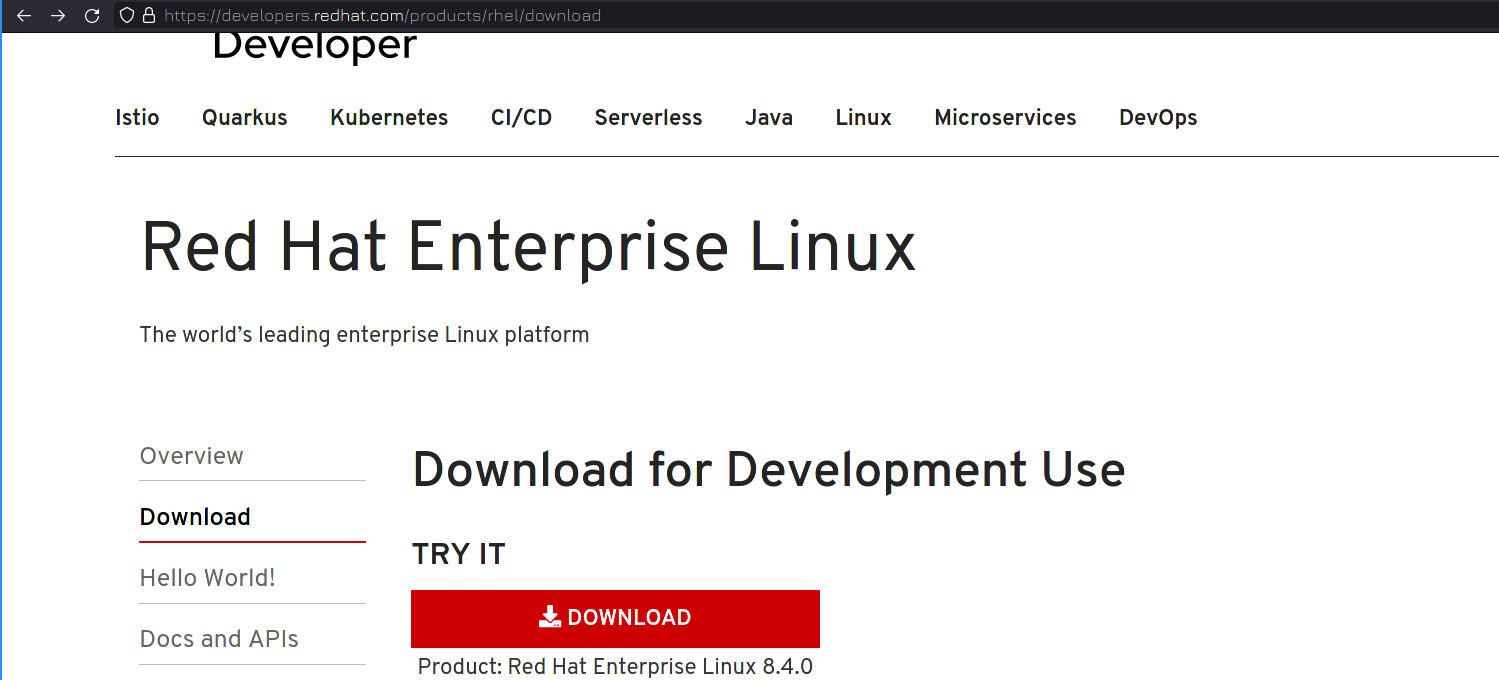 https://developers.redhat.com/products/rhel/download
Developer
Istio Quarkus Kubernetes CI/CD Serverless Java Linux Microservices DevOps
Red Hat Enterprise Linux
The world’s leading enterprise Linux platform
Overview
Download
Hello World!
Docs and APIs
Download for Development Use
TRY IT
DOWNLOAD
Product: Red Hat Enterprise Linux 8.4.0